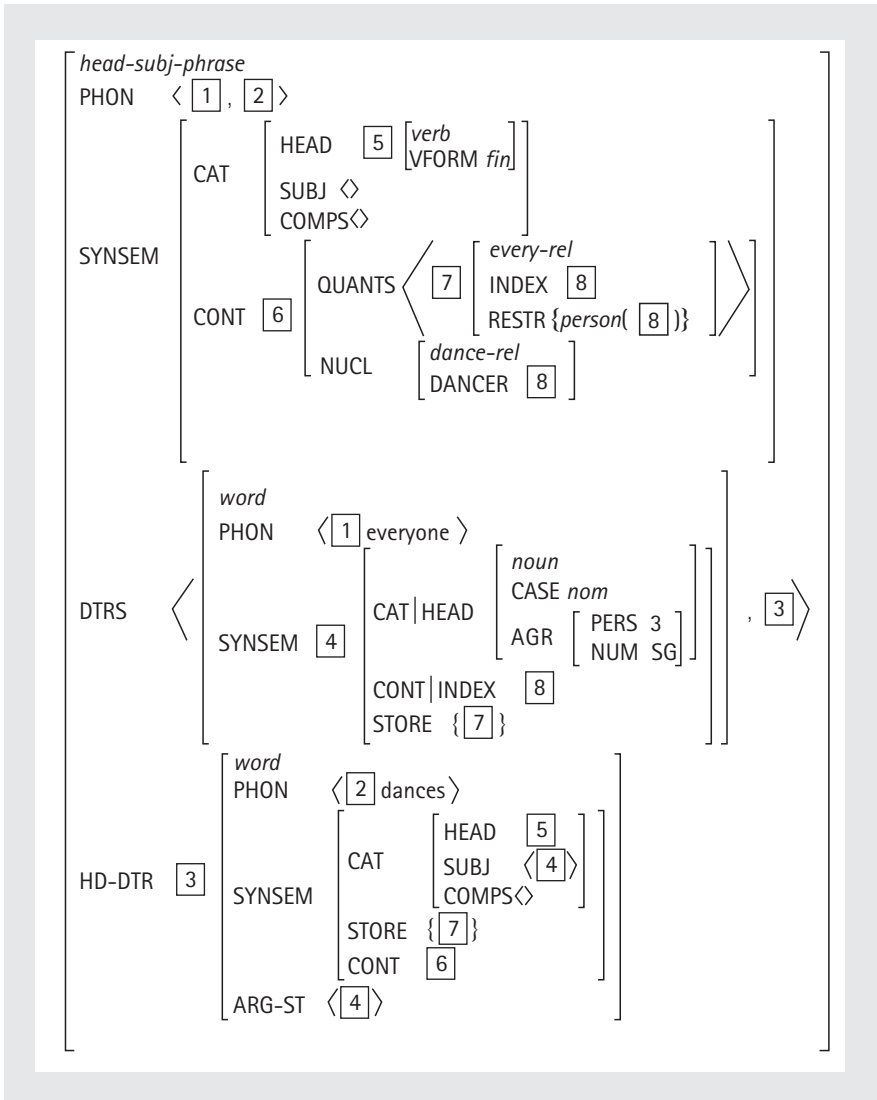 head-subj-phrase
PHON 〈 1 , 2 〉
SYNSEM
CAT
HEAD 5
verb
VFORM fin
SUBJ 〈〉
COMPS〈〉
CONT 6
QUANTS 〈 7
every-rel
INDEX 8
RESTR {person( 8 )}
〉
NUCL
dance-rel
DANCER 8
DTRS 〈
word
PHON 〈 1 everyone 〉
SYNSEM 4
CAT|HEAD
noun
CASE nom
AGR
PERS 3
NUM SG
CONT|INDEX 8
STORE { 7 }
, 3 〉
HD-DTR 3
word
PHON 〈 2 dances 〉
SYNSEM
CAT
HEAD 5
SUBJ 〈 4 〉
COMPS〈〉
STORE { 7 }
CONT 6
ARG-ST 〈 4 〉